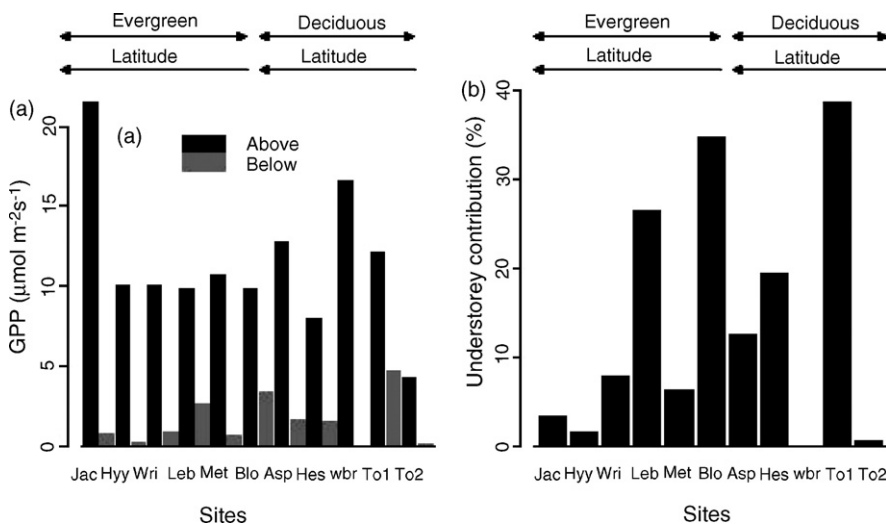 Evergreen Deciduous
Latitude Latitude
(a)
(a)
Above
Below
GPP (μmol m-2s-1)
20
15
10
5
0
Jac Hyy Wri Leb Met Blo Asp Hes wbr To1 To2
Sites
Evergreen Deciduous
Latitude Latitude
(b)
Understorey contribution (%)
40
30
20
10
0
Jac Hyy Wri Leb Met Blo Asp Hes wbr To1 To2
Sites